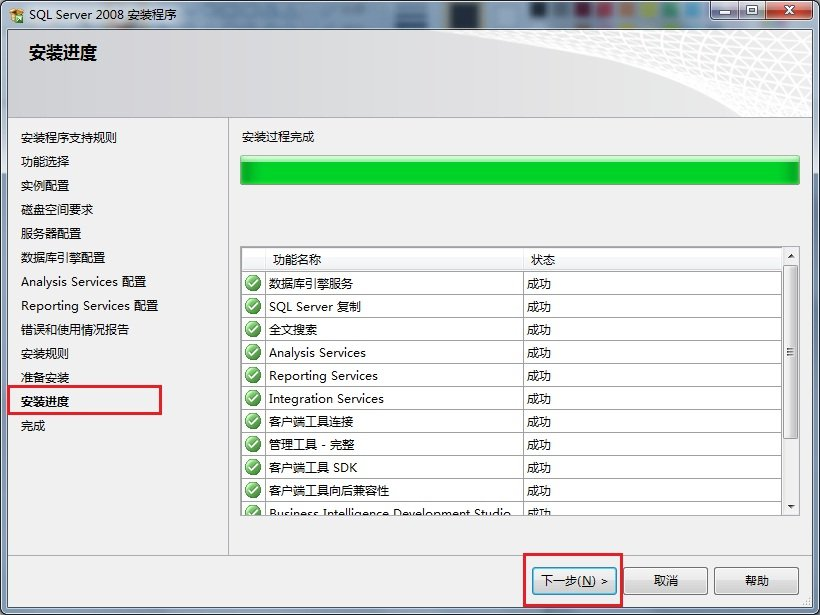 SQL Server 2008 安装程序
安装进度
安装程序支持规则
功能选择
实例配置
磁盘空间要求
服务器配置
数据库引擎配置
Analysis Services 配置
Reporting Services 配置
错误和使用情况报告
安装规则
准备安装
安装进度
完成
安装过程完成
功能名称 状态
数据库引擎服务 成功
SQL Server 复制 成功
全文搜索 成功
Analysis Services 成功
Reporting Services 成功
Integration Services 成功
客户端工具连接 成功
管理工具 - 完整 成功
客户端工具 SDK 成功
客户端工具向后兼容性 成功
Business Intelligence Development Studio 成功
下一步(N) > 取消 帮助